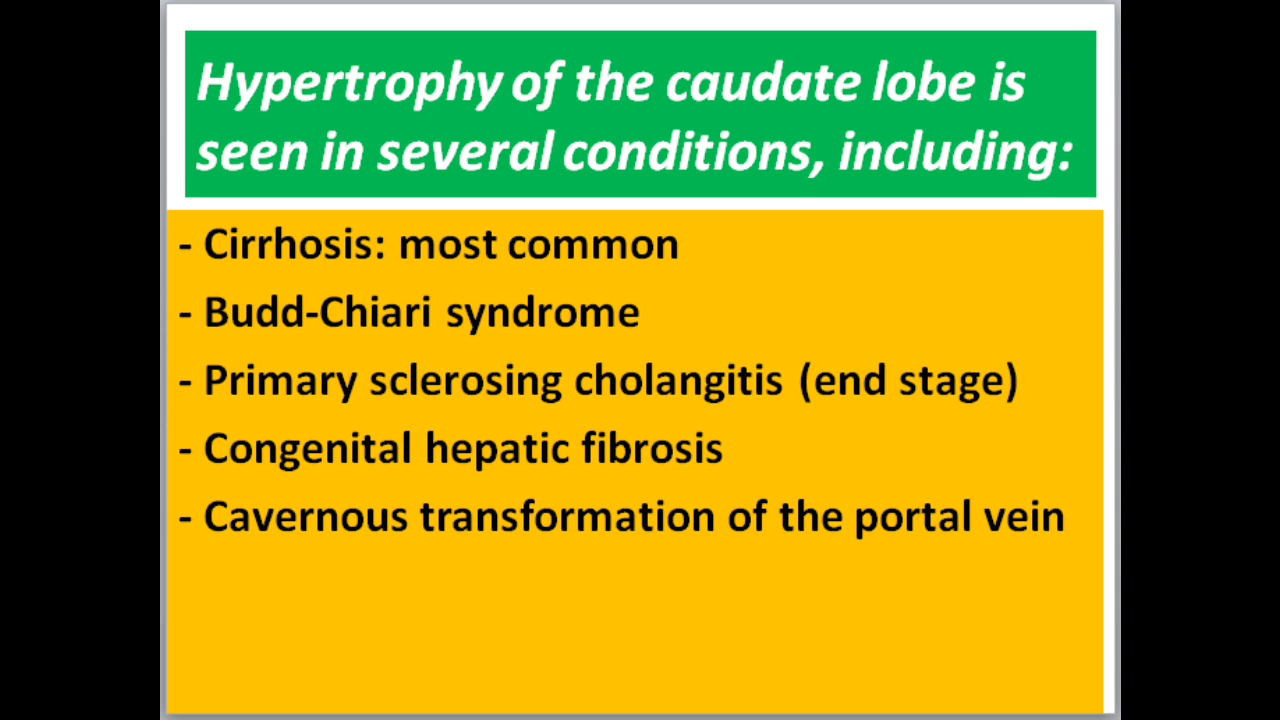 Hypertrophy of the caudate lobe is
seen in several conditions, including:
- Cirrhosis: most common
- Budd-Chiari syndrome
- Primary sclerosing cholangitis (end stage)
- Congenital hepatic fibrosis
- Cavernous transformation of the portal vein